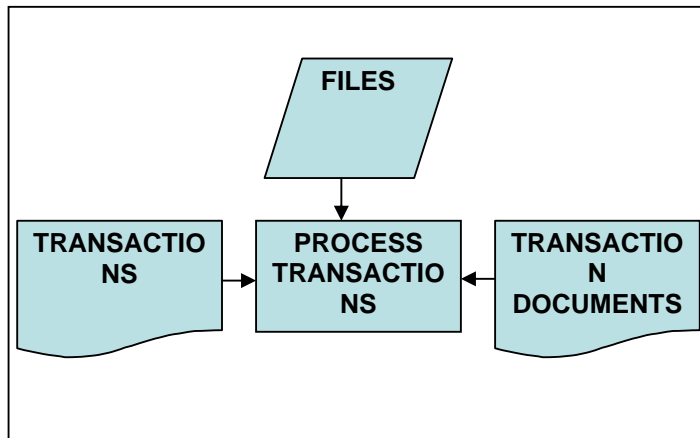 FILES
TRANSACTIO
NS
PROCESS
TRANSACTIO
NS
TRANSACTIO
N
DOCUMENTS